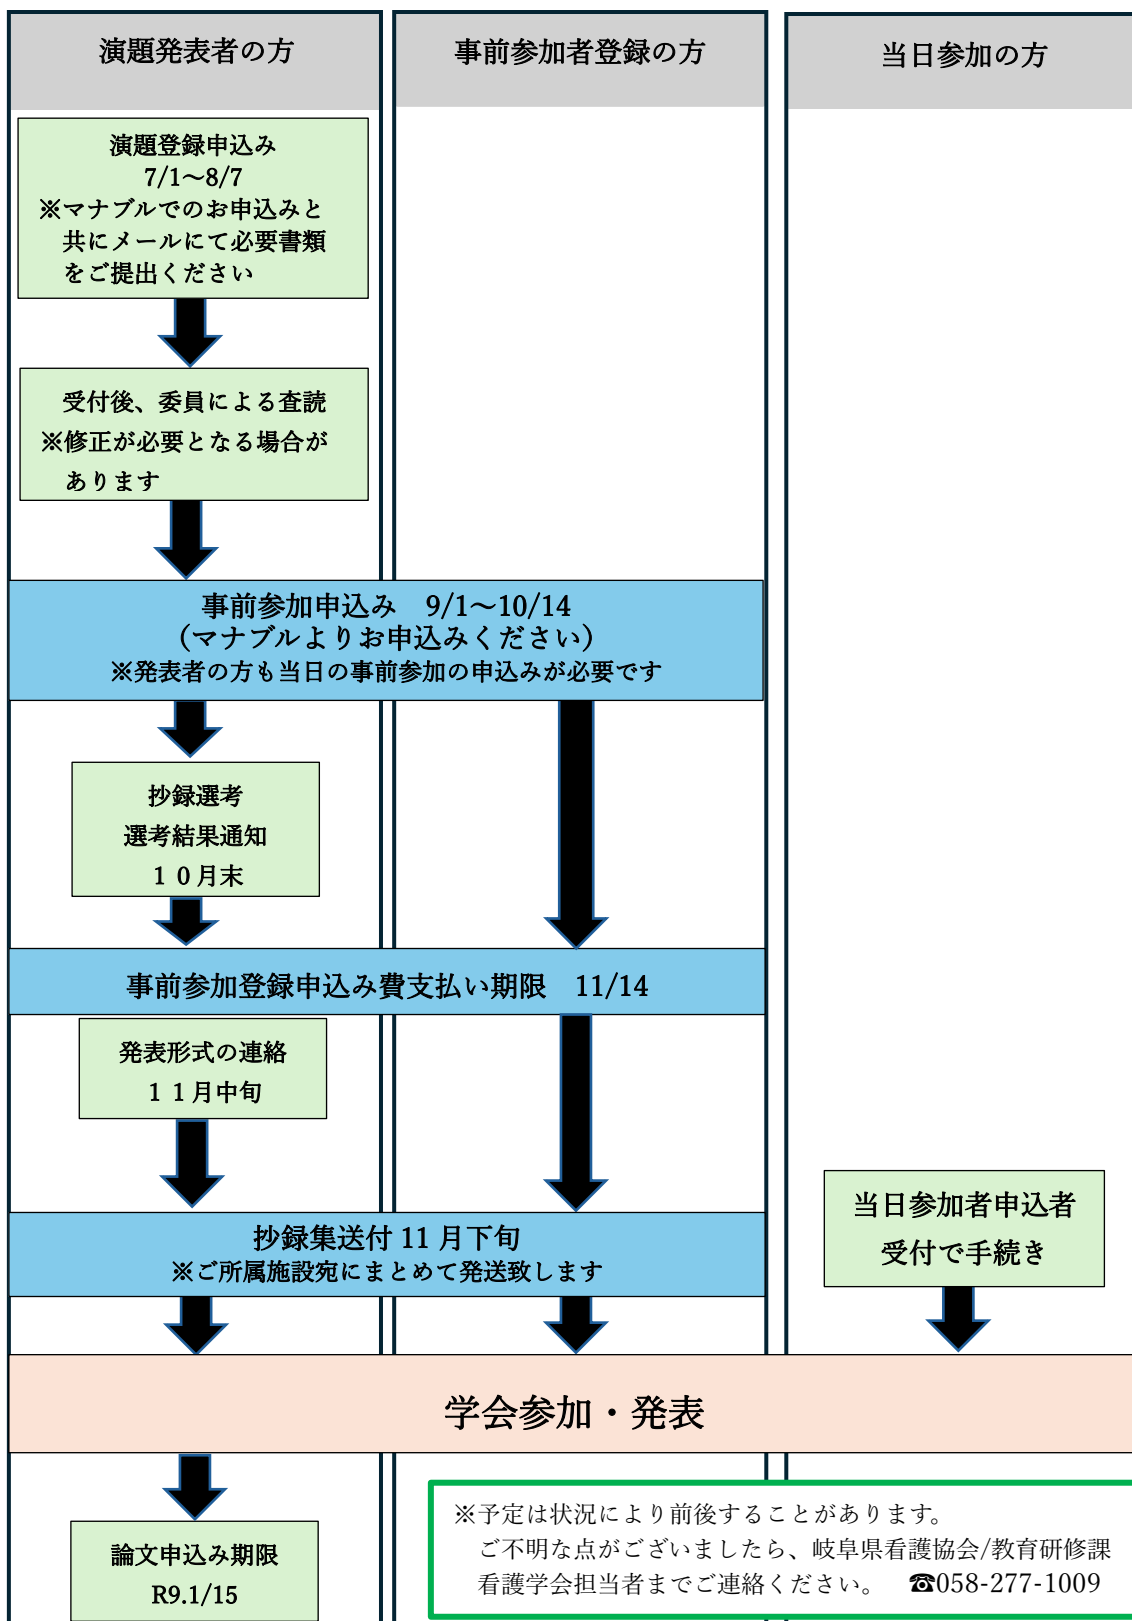 演題発表者の方
事前参加者登録の方
当日参加の方
演題登録申込み
7/1～8/7
※マナブルでのお申込みと
共にメールにて必要書類
をご提出ください
受付後、委員による査読
※修正が必要となる場合が
あります
事前参加申込み　9/1～10/14
（マナブルよりお申込みください）
※発表者の方も当日の事前参加の申込みが必要です
抄録選考
選考結果通知
１０月末
事前参加登録申込み費支払い期限　11/14
発表形式の連絡
１１月中旬
抄録集送付 11 月下旬
※ご所属施設宛にまとめて発送致します
当日参加者申込者
受付で手続き
学会参加・発表
論文申込み期限
R9.1/15
※予定は状況により前後することがあります。
ご不明な点がございましたら、岐阜県看護協会/教育研修課
看護学会担当者までご連絡ください。　☎058-277-1009